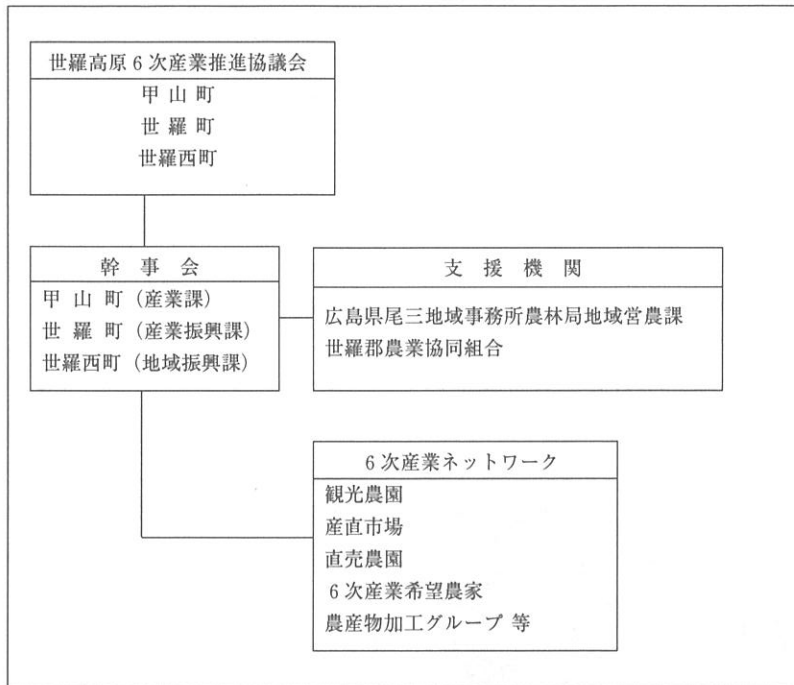 世羅高原6次産業推進協議会
甲山町
世羅町
世羅西町
幹事会
甲山町（産業課）
世羅町（産業振興課）
世羅西町（地域振興課）
支援機関
広島県尾三地域事務所農林局地域営農課
世羅郡農業協同組合
6次産業ネットワーク
観光農園
産直市場
直売農園
6次産業希望農家
農産物加工グループ 等